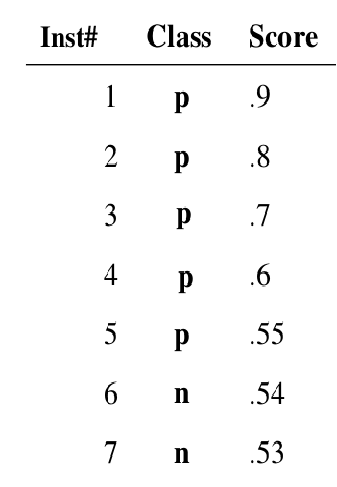 Inst# Class Score
1 p .9
2 p .8
3 p .7
4 p .6
5 p .55
6 n .54
7 n .53